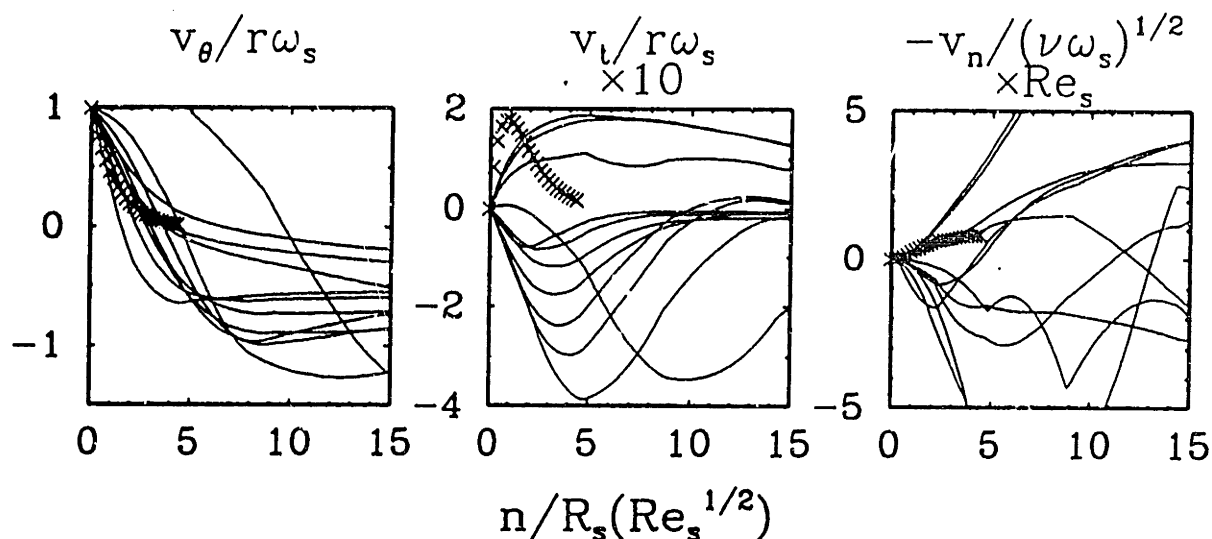 v_θ/rω_s
v_t/rω_s
×10
-v_n/(νω_s)^{1/2}
×Re_s
1
0
-1
0 5 10 15
2
0
-2
-4
0 5 10 15
5
0
-5
0 5 10 15
n/R_s(Re_s^{1/2})